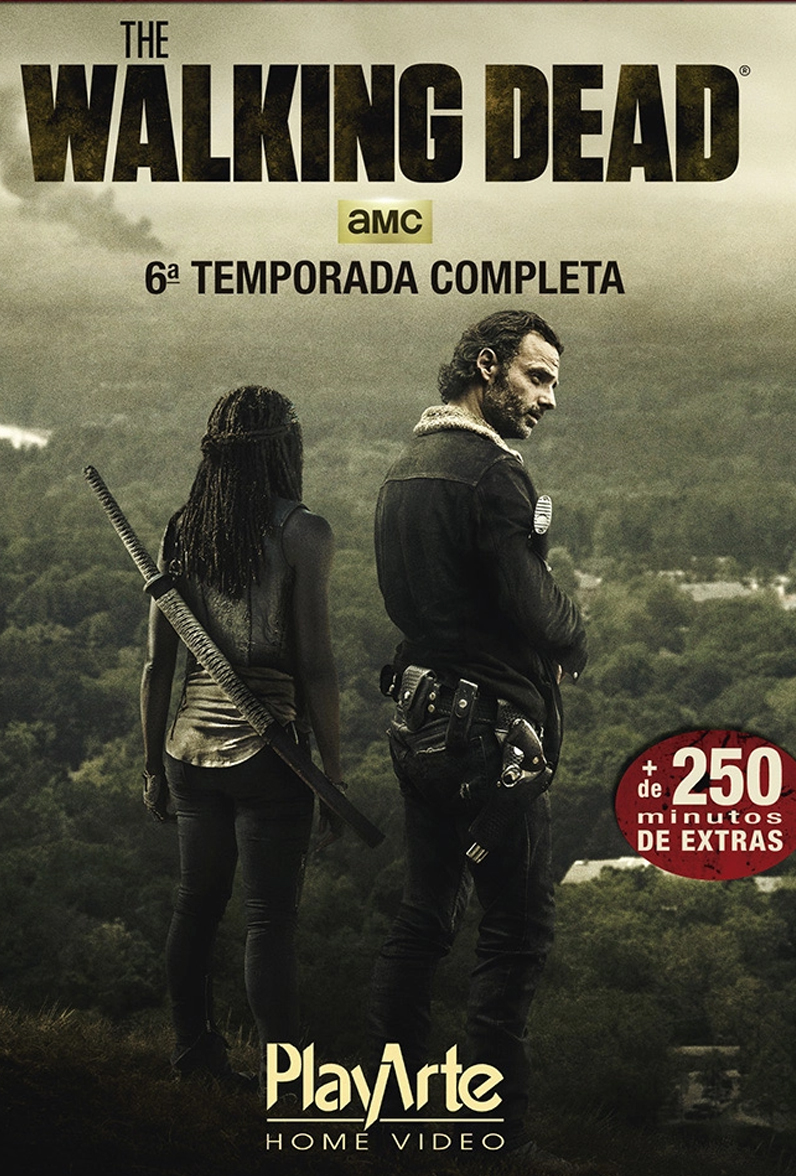 THE
WALKING DEAD®
aMC
6ª TEMPORADA COMPLETA
+ de 250
minutos
DE EXTRAS
PlayArte
HOME VIDEO